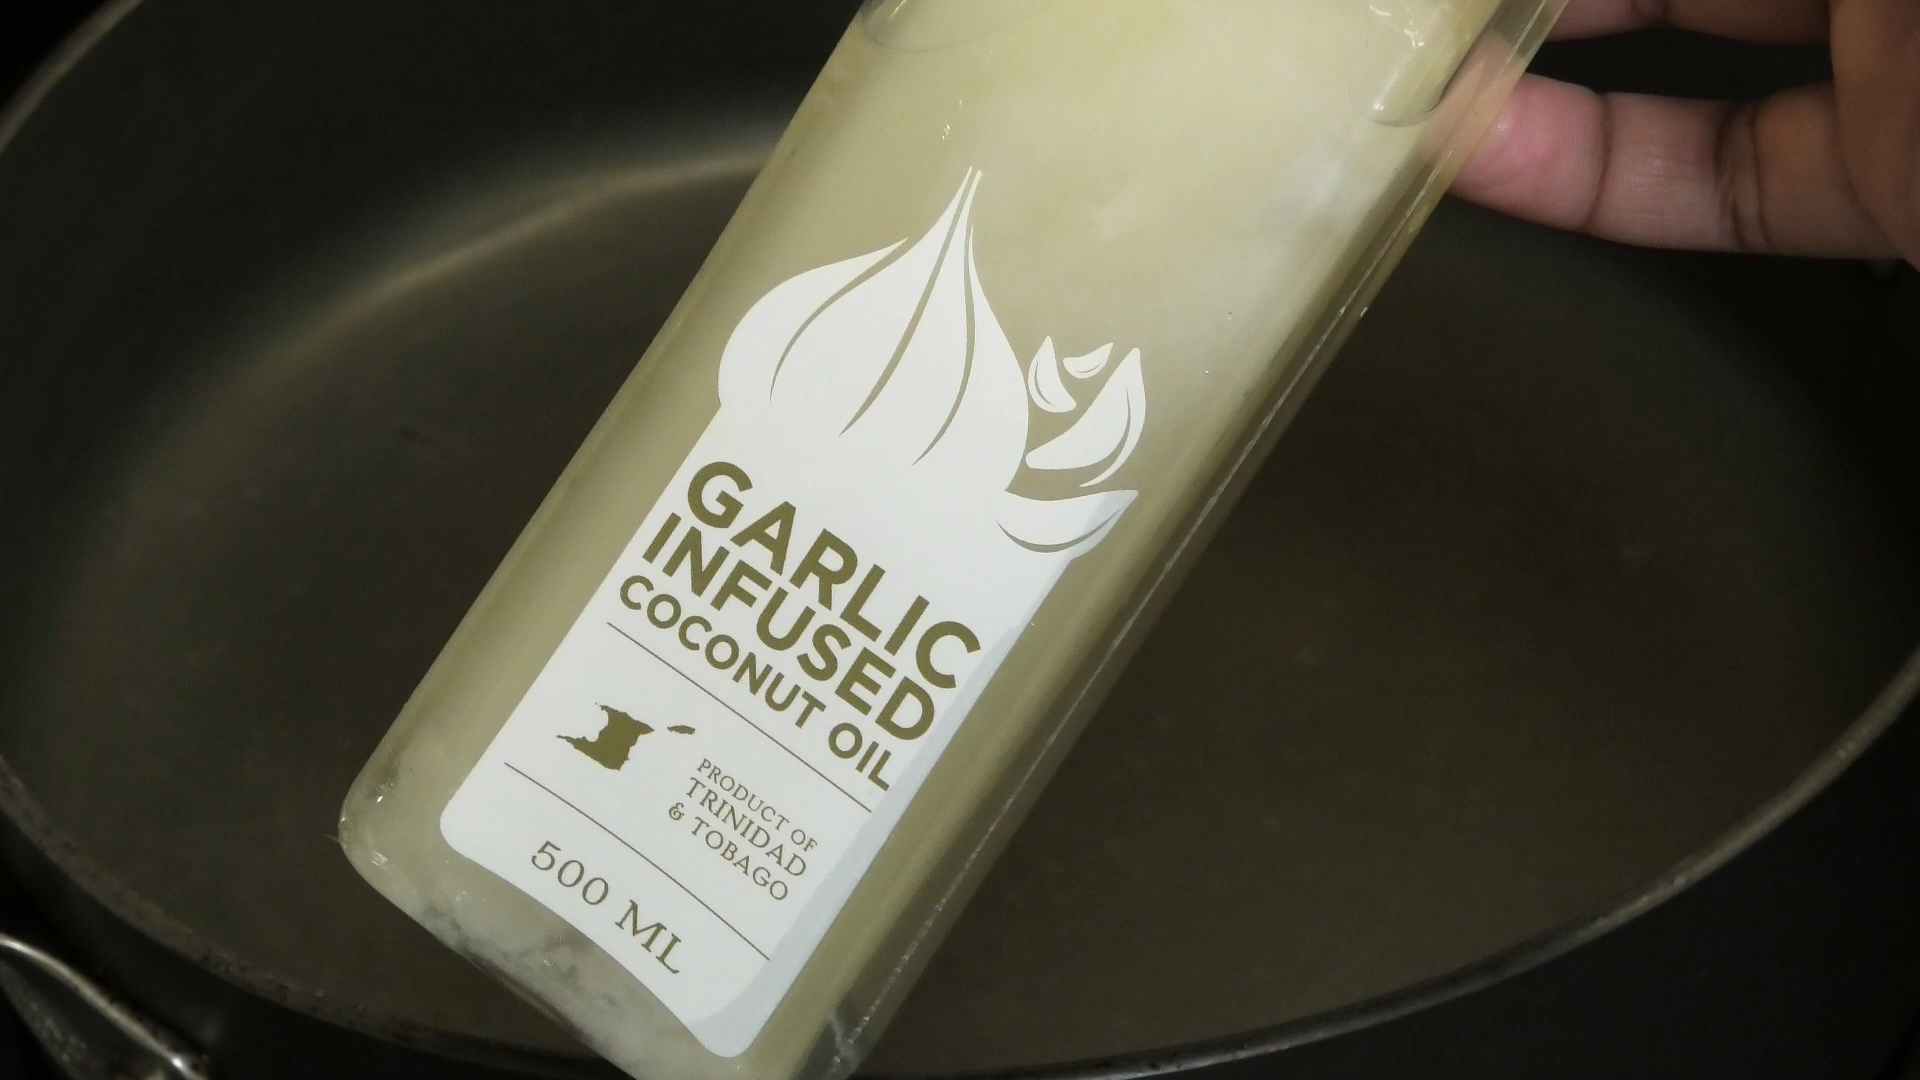 GARLIC
INFUSED
COCONUT OIL
PRODUCT OF
TRINIDAD
& TOBAGO
500 ML